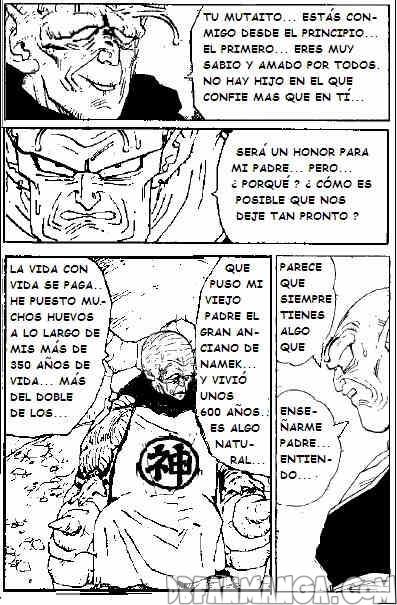 TU MUTAITO... ESTÁS CON-
MIGO DESDE EL PRINCIPIO...
EL PRIMERO... ERES MUY
SABIO Y AMADO POR TODOS.
NO HAY HIJO EN EL QUE
CONFIE MAS QUE EN TÍ...
SERÁ UN HONOR PARA
MI PADRE... PERO...
¿ PORQUÉ ? ¿ CÓMO ES
POSIBLE QUE NOS
DEJE TAN PRONTO ?
LA VIDA CON
VIDA SE PAGA..
HE PUESTO MU-
CHOS HUEVOS
A LO LARGO DE
MIS MÁS DE
350 AÑOS DE
VIDA... MÁS
DEL DOBLE
DE LOS...
QUE
PUSO MI
VIEJO
PADRE EL
GRAN AN-
CIANO DE
NAMEK...
Y VIVIÓ
UNOS
600 AÑOS..
ES ALGO
NATU-
RAL...
神
PARECE
QUE
SIEMPRE
TIENES
ALGO
QUE
ENSE-
ÑARME
PADRE...
ENTIEN-
DO...